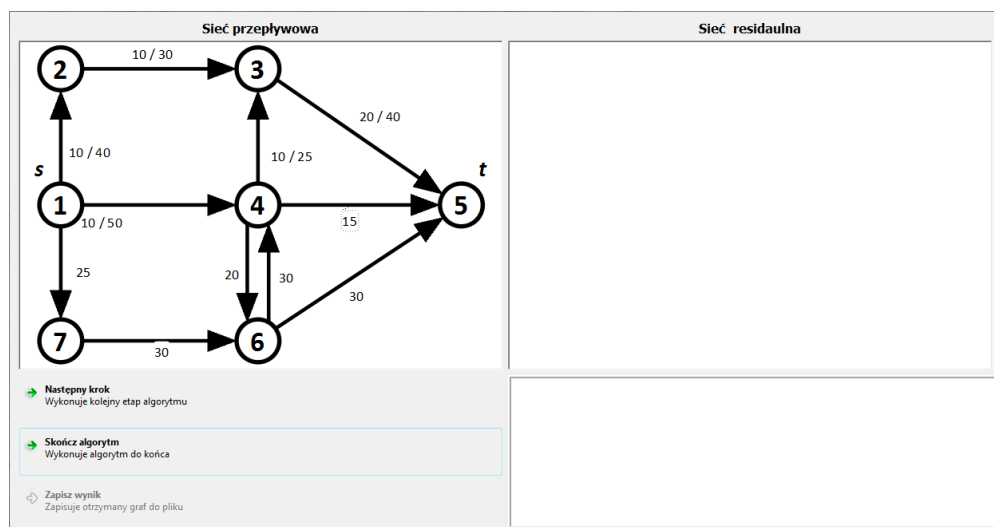 Sieć przepływowa
Sieć residaulna
2
10 / 30
3
20 / 40
10 / 40
10 / 25
s
t
1
4
5
10 / 50
15
25
20
30
30
7
6
30
Następny krok
Wykonuje kolejny etap algorytmu
Skończ algorytm
Wykonuje algorytm do końca
Zapisz wynik
Zapisuje otrzymany graf do pliku